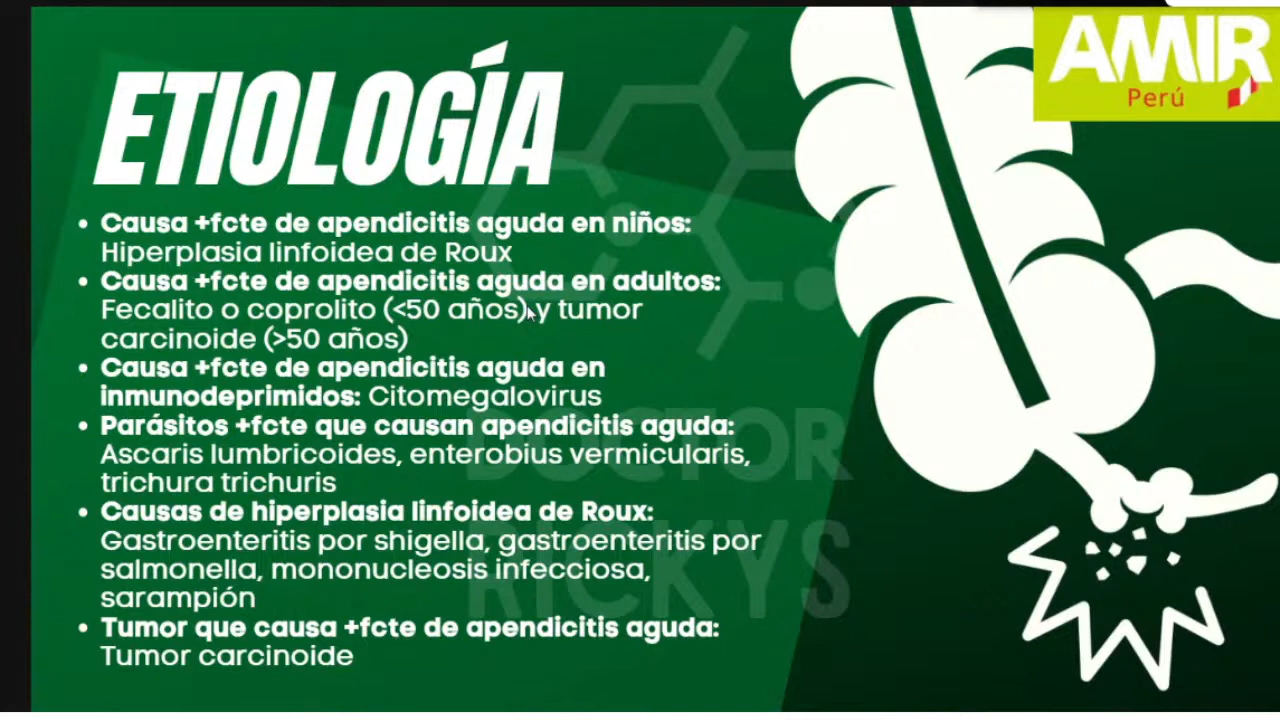 AMIR
Perú
ETIOLOGÍA
• Causa +fcte de apendicitis aguda en niños:
Hiperplasia linfoidea de Roux
• Causa +fcte de apendicitis aguda en adultos:
Fecalito o coprolito (<50 años) y tumor
carcinoide (>50 años)
• Causa +fcte de apendicitis aguda en
inmunodeprimidos: Citomegalovirus
• Parásitos +fcte que causan apendicitis aguda:
Ascaris lumbricoides, enterobius vermicularis,
trichura trichuris
• Causas de hiperplasia linfoidea de Roux:
Gastroenteritis por shigella, gastroenteritis por
salmonella, mononucleosis infecciosa,
sarampión
• Tumor que causa +fcte de apendicitis aguda:
Tumor carcinoide
DOCTOR
RICKYS